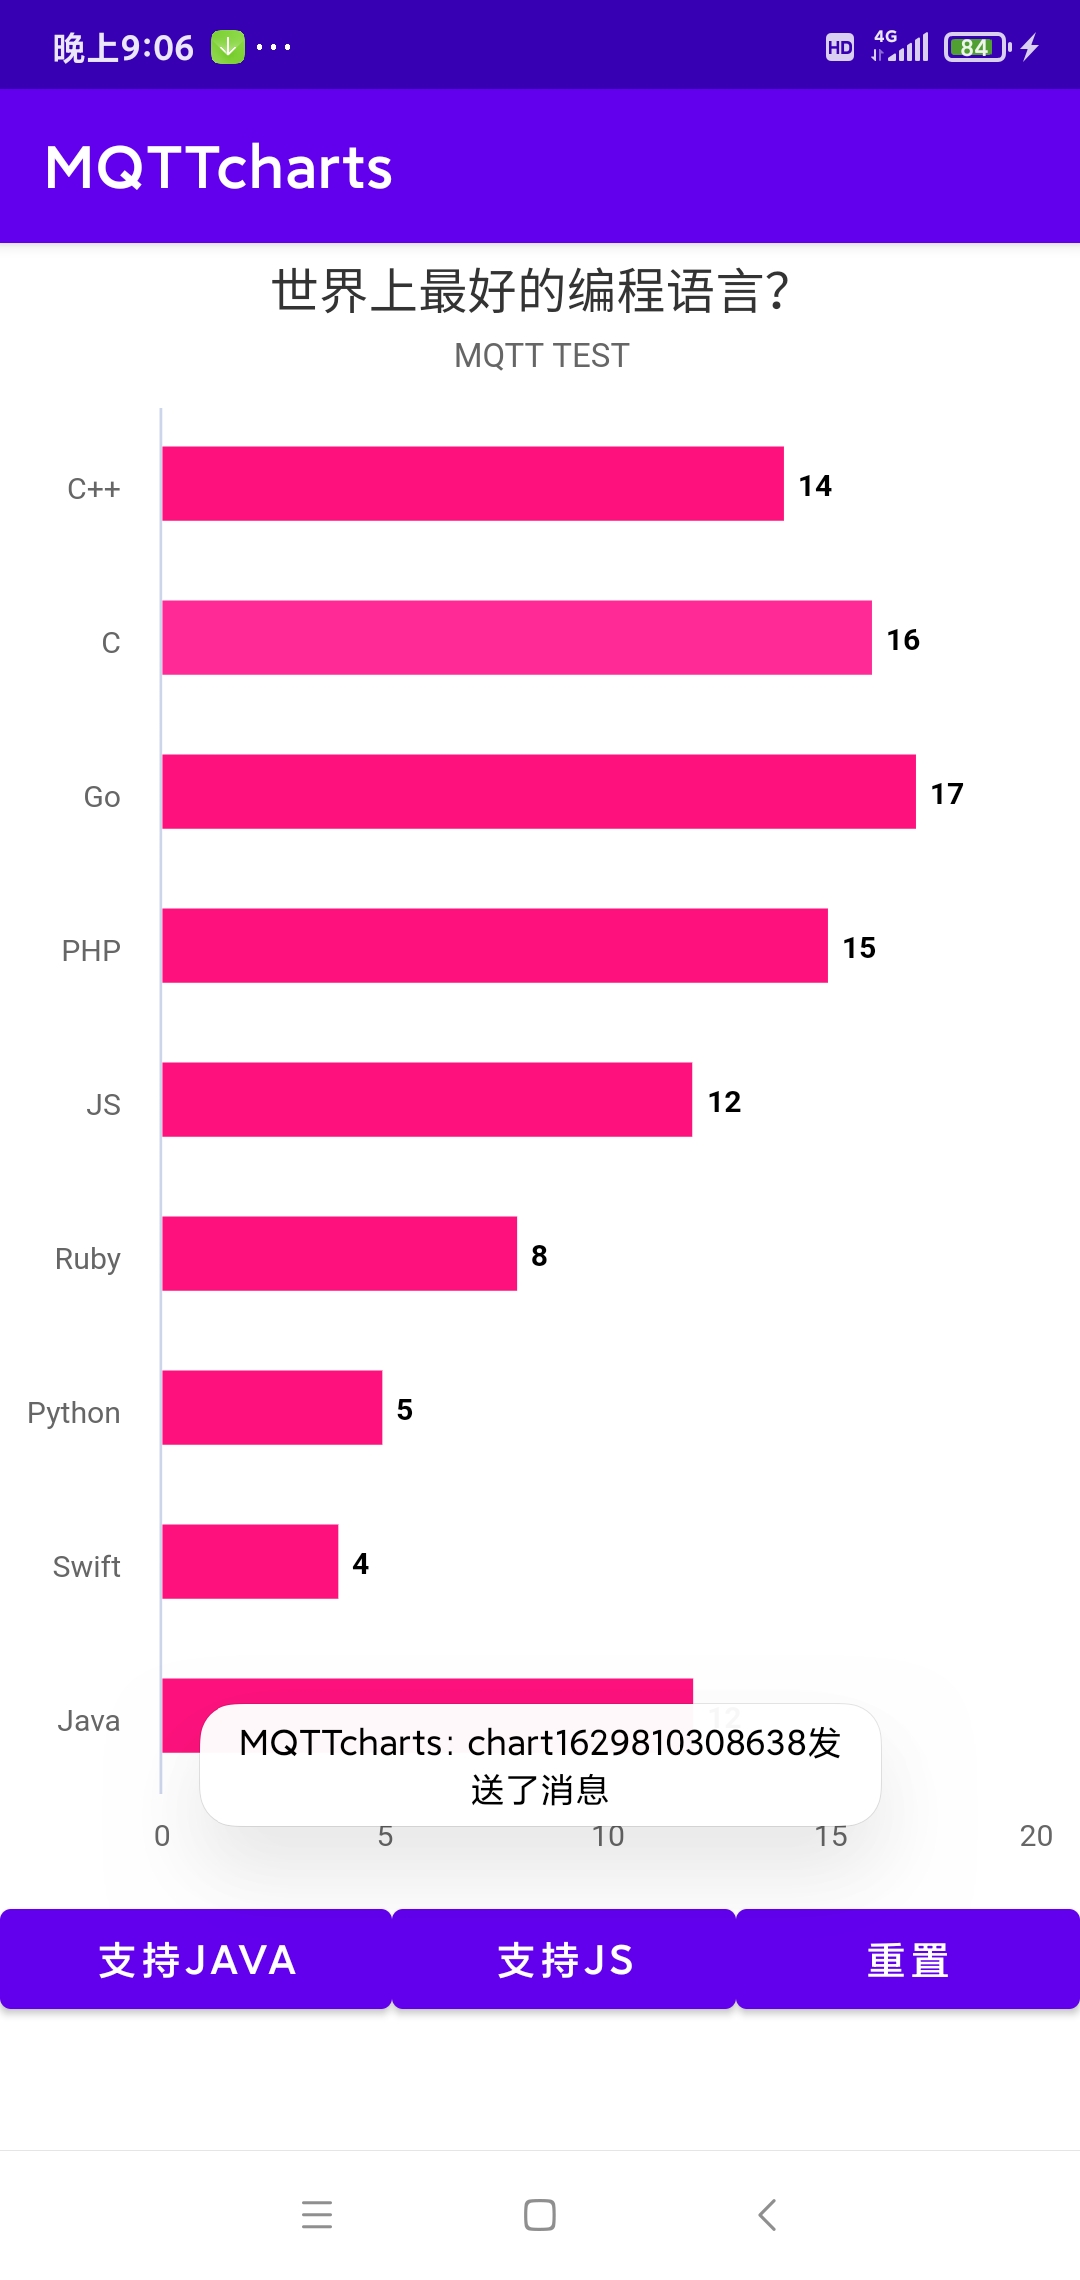 晚上9:06
HD 4G 84
MQTTcharts
世界上最好的编程语言?
MQTT TEST
C++ 14
C 16
Go 17
PHP 15
JS 12
Ruby 8
Python 5
Swift 4
Java 12
MQTTcharts: chart1629810308638发
送了消息
0 5 10 15 20
支持JAVA 支持JS 重置